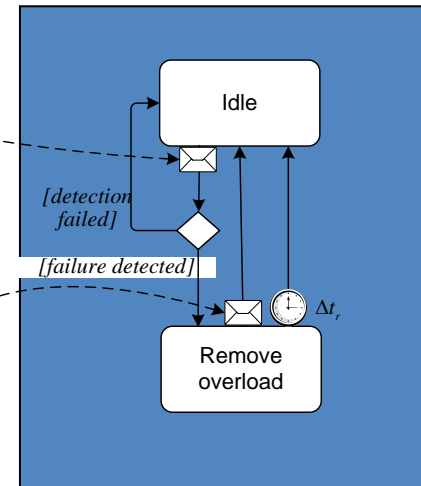 Idle
[detection
failed]
[failure detected]
Δt_r
Remove
overload